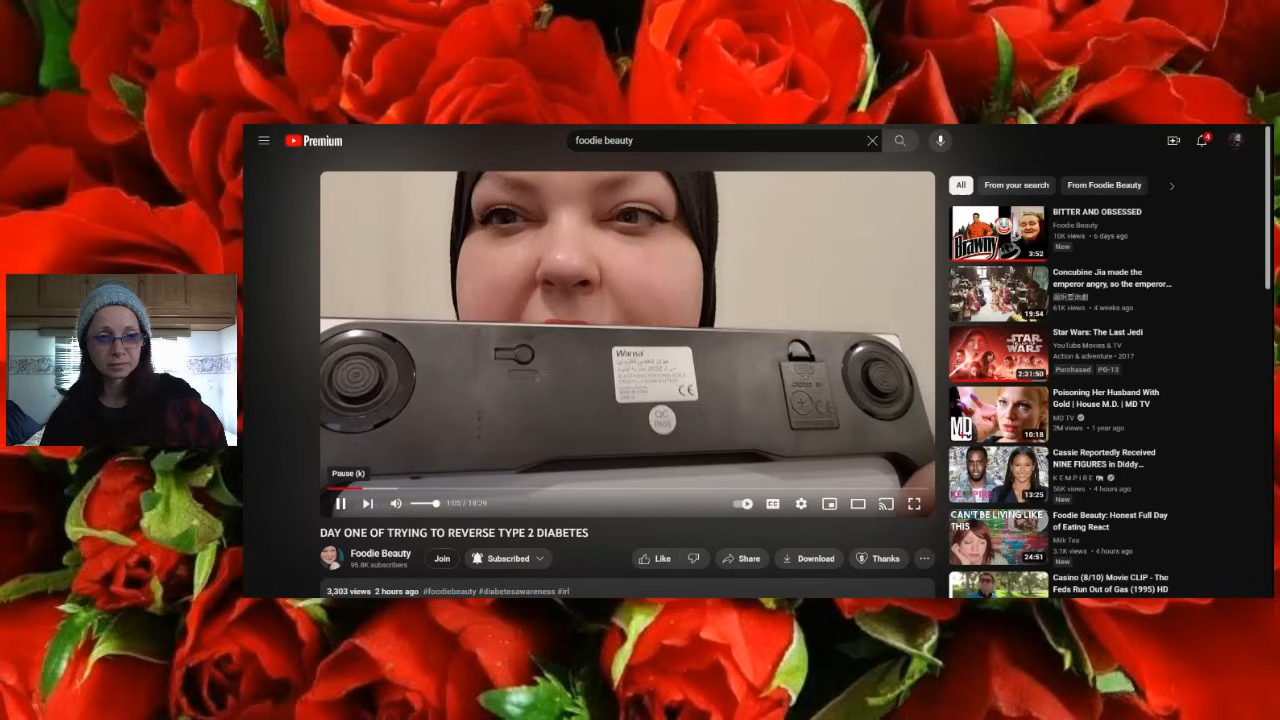 Premium
foodie beauty
4
All
From your search
From Foodie Beauty
BITTER AND OBSESSED
Foodie Beauty
10K views • 6 days ago
New
Brawny
3:52
Concubine Jia made the
emperor angry, so the emperor...
61K views • 4 weeks ago
19:54
Star Wars: The Last Jedi
YouTube Movies & TV
Action & adventure • 2017
Purchased
PG-13
STAR
WARS
2:31:50
Poisoning Her Husband With
Gold | House M.D. | MD TV
MD TV
2M views • 1 year ago
MD
10:18
Cassie Reportedly Received
NINE FIGURES in Diddy...
KEMPIRE
56K views • 4 hours ago
New
13:25
CAN'T BE LIVING LIKE
THIS
Foodie Beauty: Honest Full Day
of Eating React
Milk Tea
3.1K views • 4 hours ago
New
24:51
Casino (8/10) Movie CLIP - The
Feds Run Out of Gas (1995) HD
Wansa
QC
PASS
Pause (k)
1:05 / 18:29
CC
DAY ONE OF TRYING TO REVERSE TYPE 2 DIABETES
Foodie Beauty
95.8K subscribers
Join
Subscribed
Like
Share
Download
Thanks
3,303 views 2 hours ago #foodiebeauty #diabetesawareness #irl